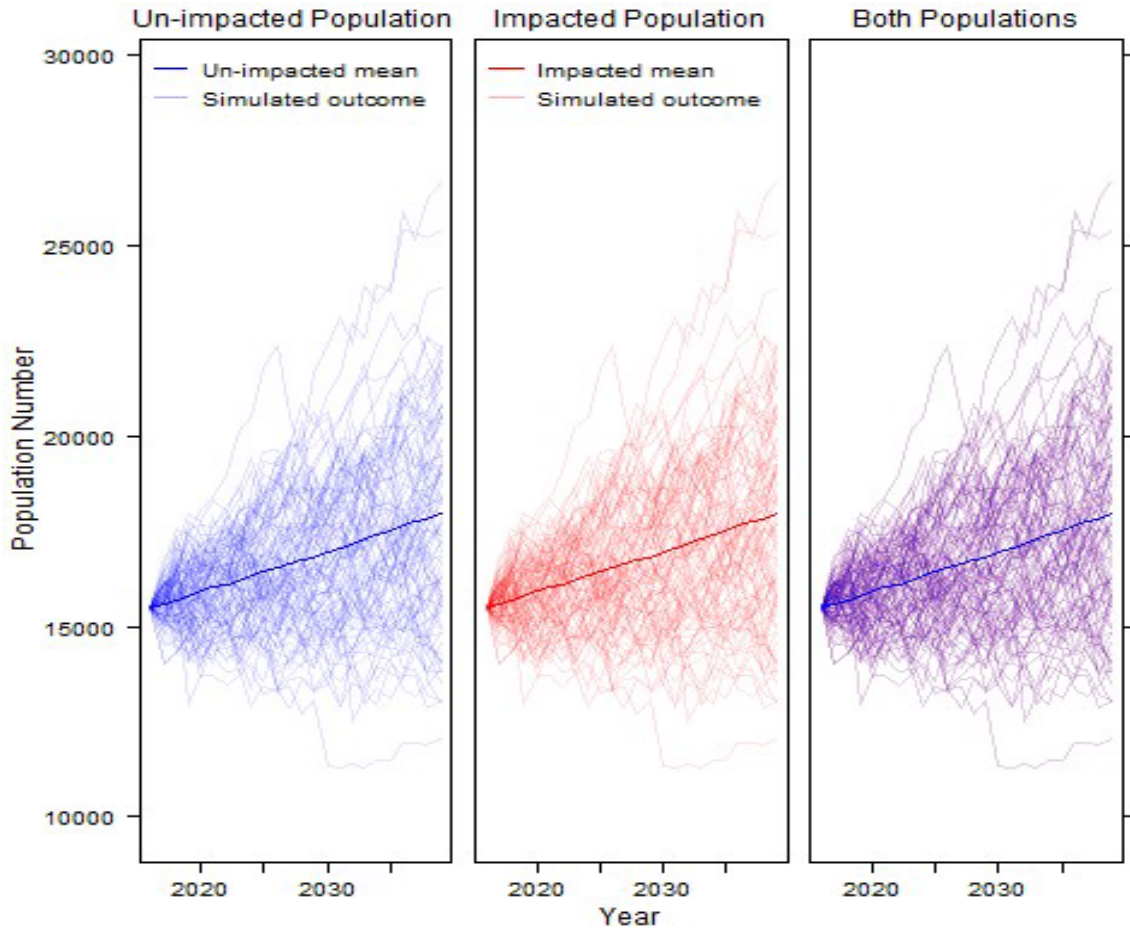 Un-impacted Population
Impacted Population
Both Populations
Un-impacted mean
Simulated outcome
Impacted mean
Simulated outcome
Population Number
30000
25000
20000
15000
10000
2020
2030
2020
2030
2020
2030
Year